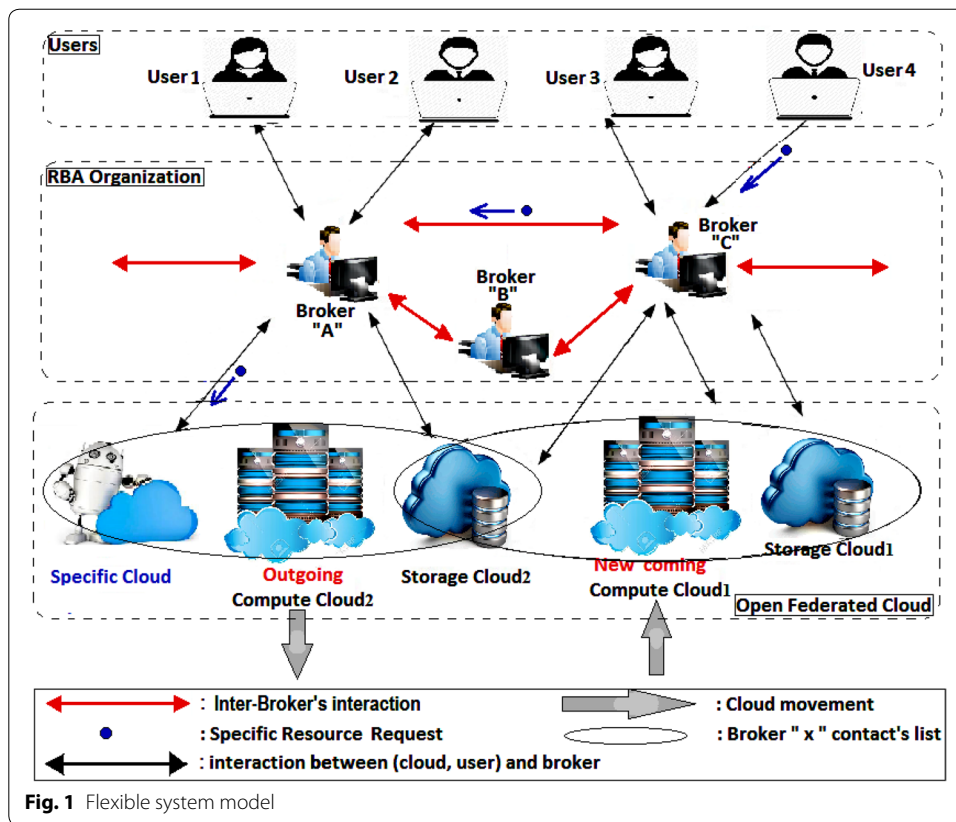 Users
User 1
User 2
User 3
User 4
RBA Organization
Broker
"A"
Broker
"B"
Broker
"C"
Specific Cloud
Outgoing
Compute Cloud2
Storage Cloud2
New coming
Compute Cloud1
Storage Cloud1
Open Federated Cloud
: Inter-Broker's interaction
: Cloud movement
: Specific Resource Request
: Broker " x " contact's list
: interaction between (cloud, user) and broker
Fig. 1 Flexible system model